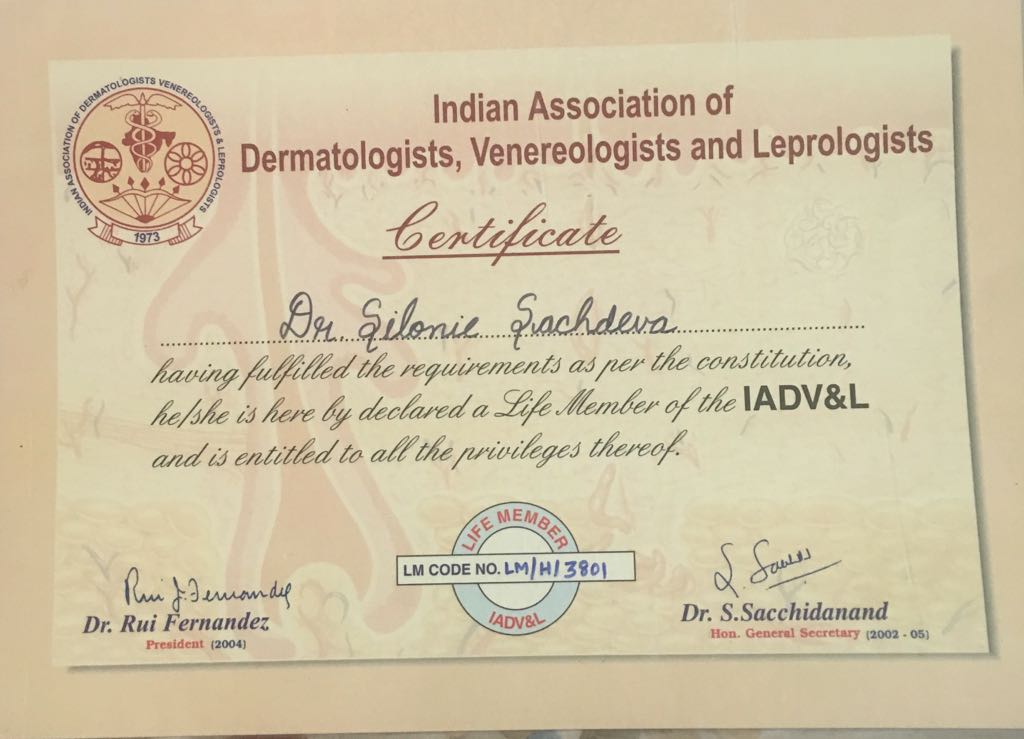 INDIAN ASSOCIATION OF DERMATOLOGISTS VENEREOLOGISTS & LEPROLOGISTS
1973
Indian Association of
Dermatologists, Venereologists and Leprologists
Certificate
Dr. Silonie Sachdeva
having fulfilled the requirements as per the constitution,
he/she is here by declared a Life Member of the IADV&L
and is entitled to all the privileges thereof.
LIFE MEMBER
LM CODE NO. LM/H/3801
IADV&L
Rui J. Fernandez
Dr. Rui Fernandez
President (2004)
Dr. S.Sacchidanand
Hon. General Secretary (2002 - 05)